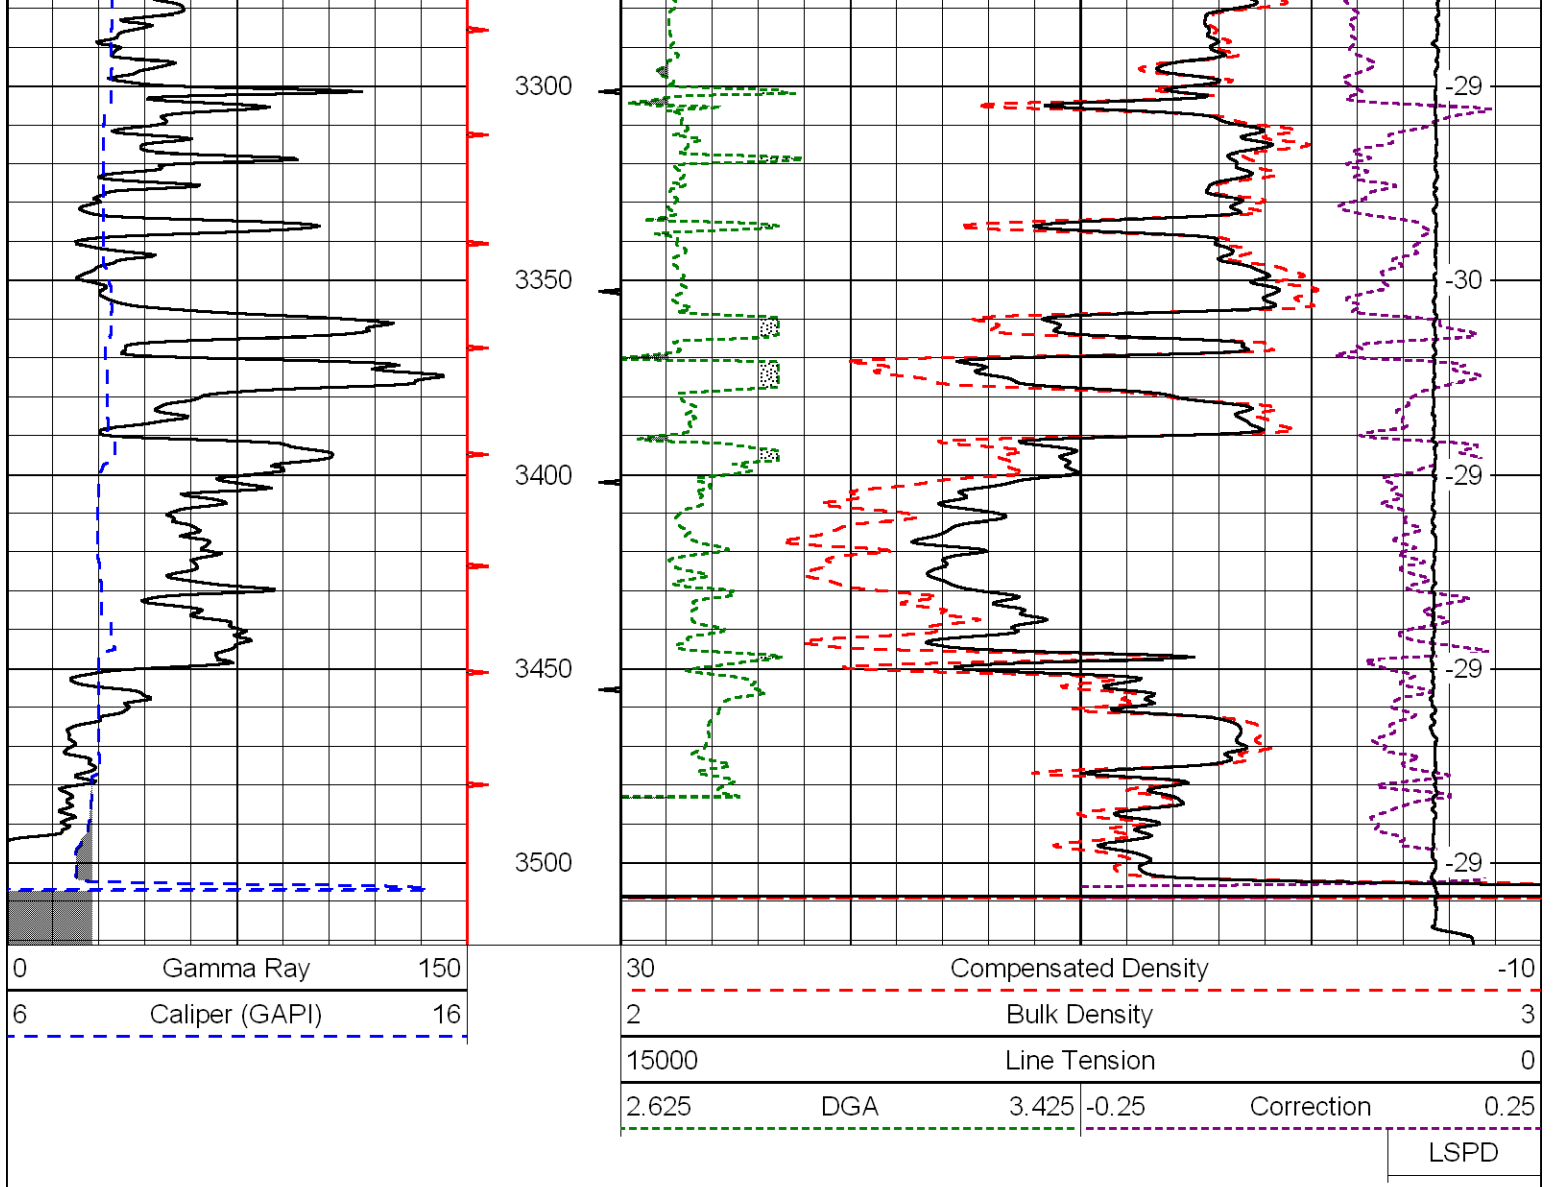 3300 -29
3350 -30
3400 -29
3450 -29
3500 -29
0 Gamma Ray 150 30 Compensated Density -10
6 Caliper (GAPI) 16 2 Bulk Density 3
15000 Line Tension 0
2.625 DGA 3.425 -0.25 Correction 0.25
LSPD